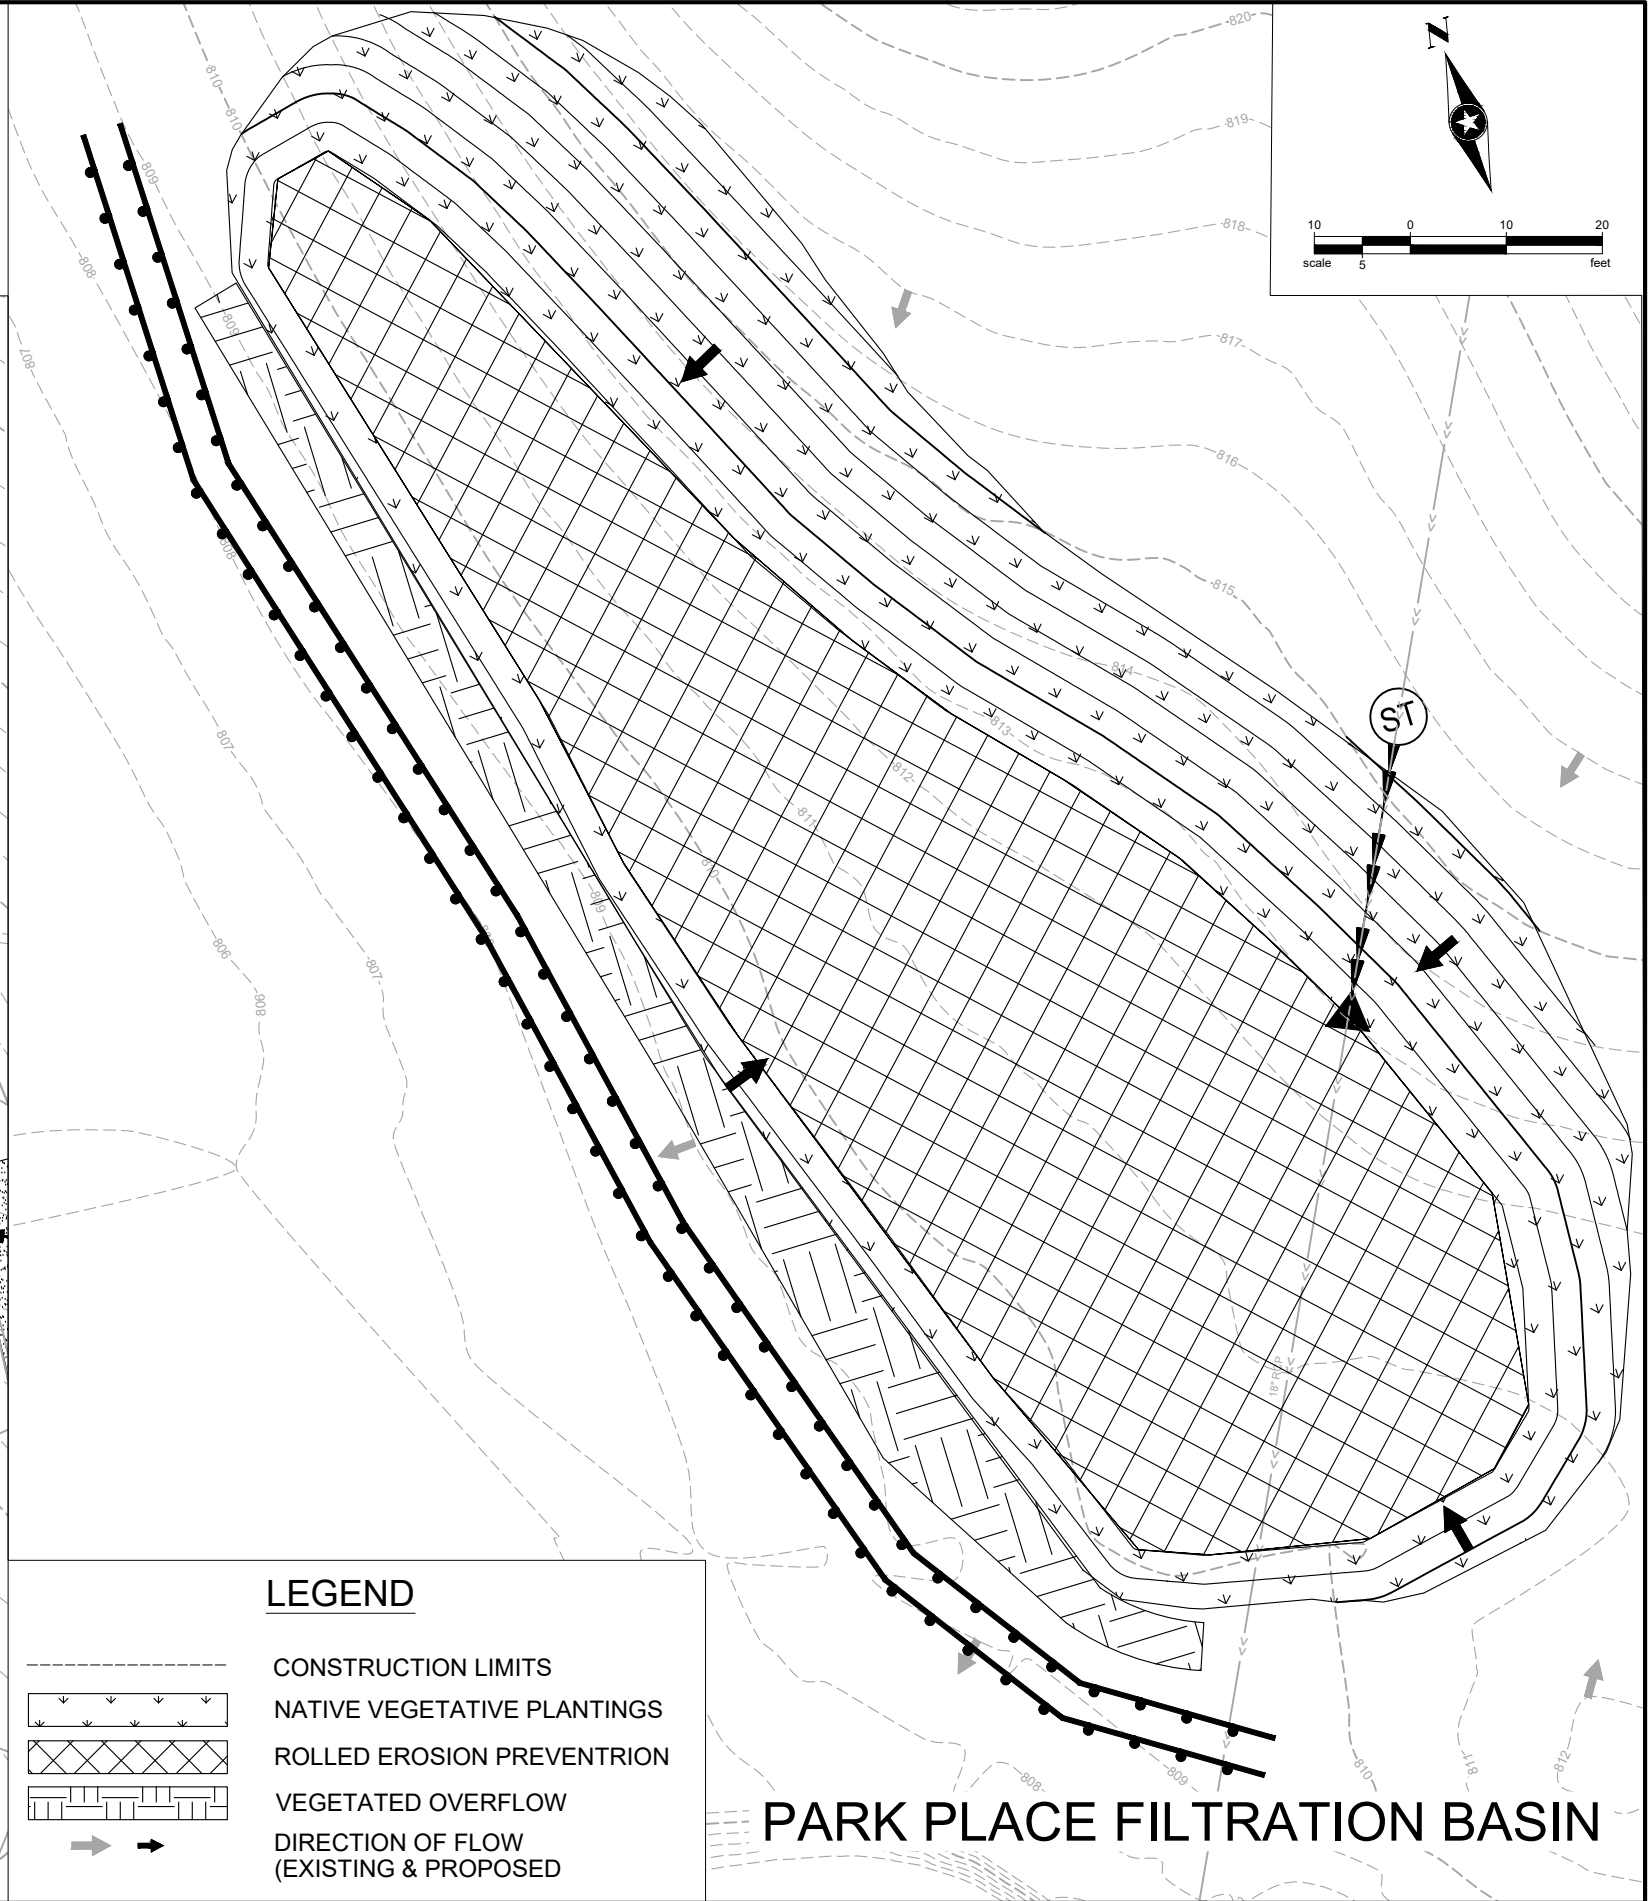 820
N
810
810
819
809
818
10 0 10 20
scale 5 feet
808
809
817
807
816
808
815
814
ST
813
807
812
811
810
809
806
807
806
18" RCP
LEGEND
CONSTRUCTION LIMITS
NATIVE VEGETATIVE PLANTINGS
ROLLED EROSION PREVENTRION
VEGETATED OVERFLOW
DIRECTION OF FLOW
(EXISTING & PROPOSED
808
809
810
811
812
PARK PLACE FILTRATION BASIN